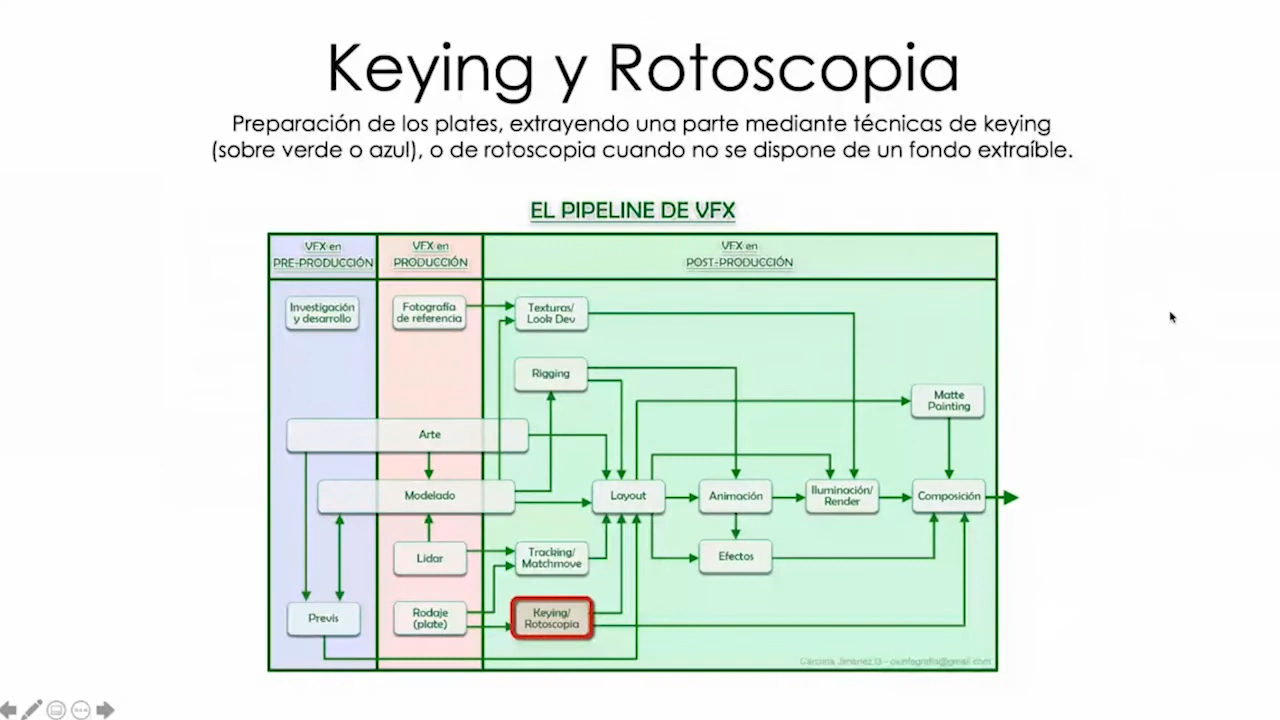 Keying y Rotoscopia
Preparación de los plates, extrayendo una parte mediante técnicas de keying
(sobre verde o azul), o de rotoscopia cuando no se dispone de un fondo extraíble.
EL PIPELINE DE VFX
VFX en
PRE-PRODUCCIÓN
VFX en
PRODUCCIÓN
VFX en
POST-PRODUCCIÓN
Investigación
y desarrollo
Fotografía
de referencia
Texturas/
Look Dev
Rigging
Matte
Painting
Arte
Modelado
Layout
Animación
Iluminación/
Render
Composición
Lidar
Tracking/
Matchmove
Efectos
Previs
Rodaje
(plate)
Keying/
Rotoscopia